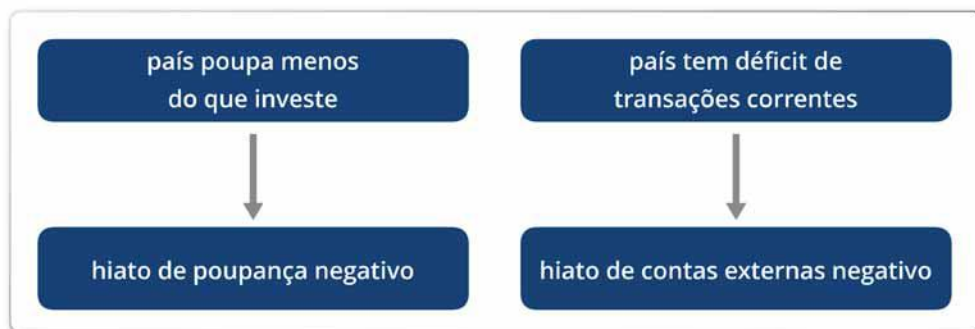 país poupa menos
do que investe
país tem déficit de
transações correntes
hiato de poupança negativo
hiato de contas externas negativo